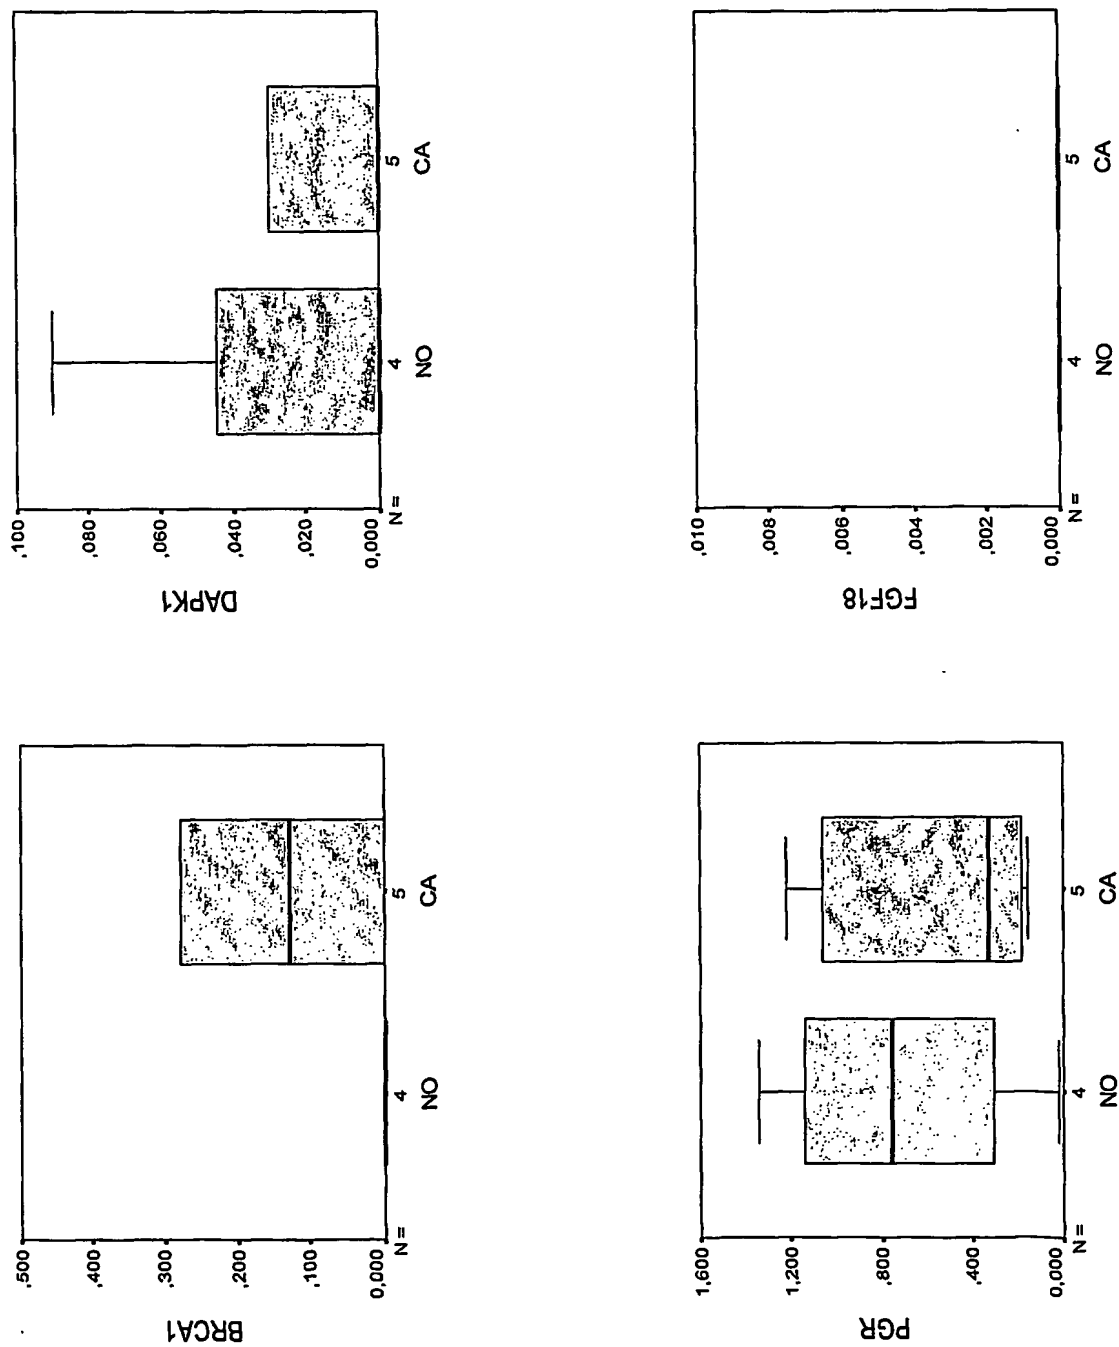 BRCA1
,500
,400
,300
,200
,100
0,000
N =
4
5
NO
CA
DAPK1
,100
,080
,060
,040
,020
0,000
N =
4
5
NO
CA
PGR
1,600
1,200
,800
,400
0,000
N =
4
5
NO
CA
FGF18
,010
,008
,006
,004
,002
0,000
N =
4
5
NO
CA